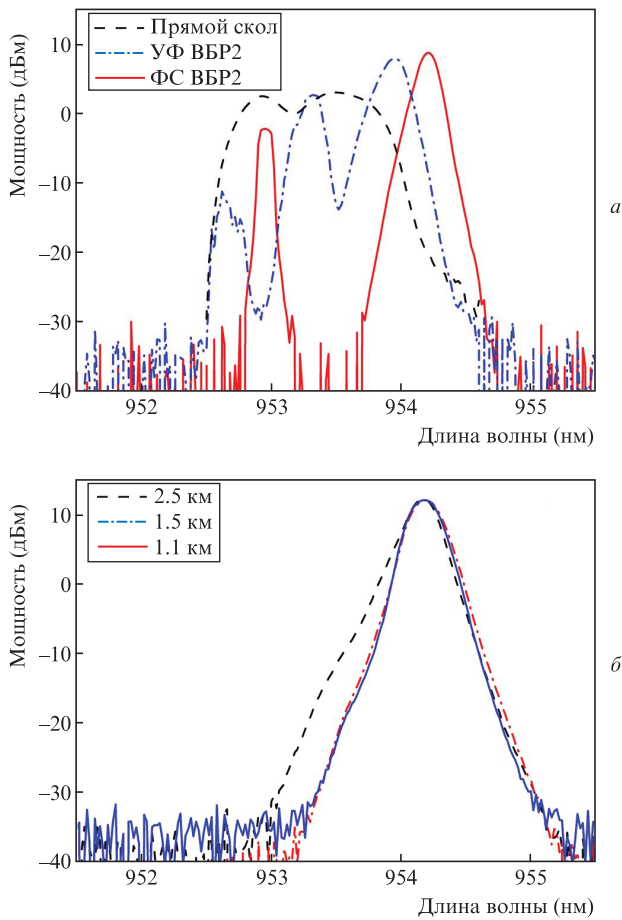 Мощность (дБм)
10
0
–10
–20
–30
–40
Прямой скол
УФ ВБР2
ФС ВБР2
а
952
953
954
955
Длина волны (нм)
Мощность (дБм)
10
0
–10
–20
–30
–40
2.5 км
1.5 км
1.1 км
б
952
953
954
955
Длина волны (нм)